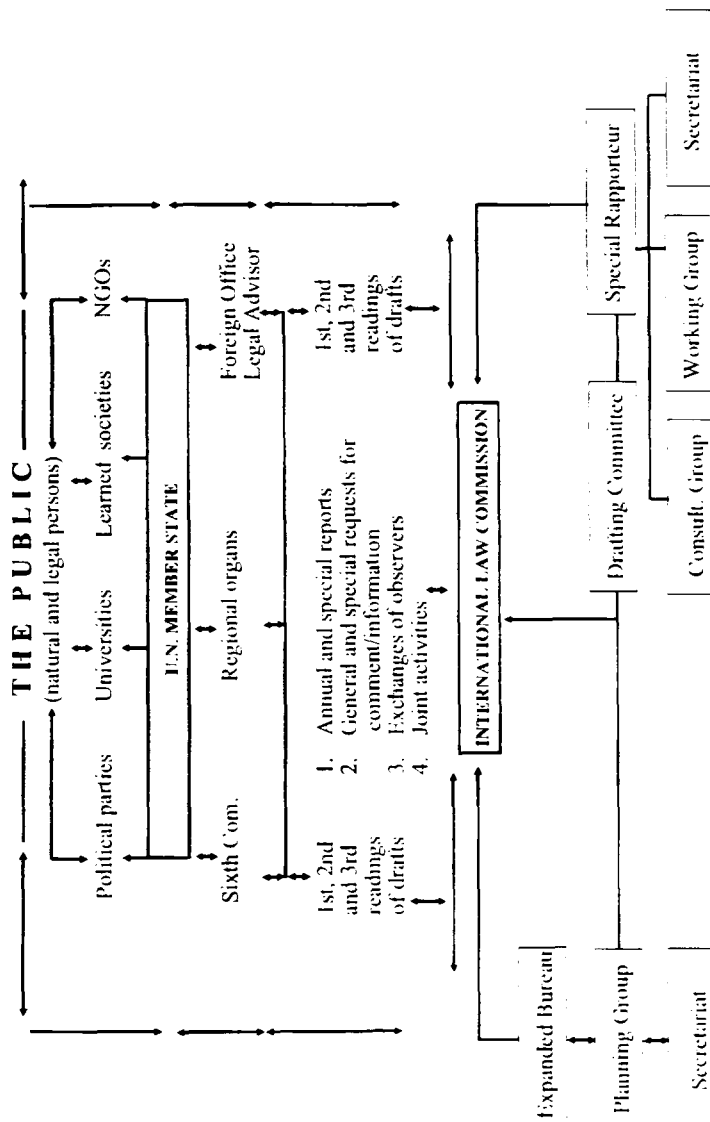 THE PUBLIC
(natural and legal persons)
Political parties
Universities
Learned societies
NGOs
U.N. MEMBER STATE
Sixth Com.
Regional organs
Foreign Office
Legal Advisor
1st, 2nd
and 3rd
readings
of drafts
1. Annual and special reports
2. General and special requests for
comment/information
3. Exchanges of observers
4. Joint activities
1st, 2nd
and 3rd
readings
of drafts
INTERNATIONAL LAW COMMISSION
Expanded Bureau
Planning Group
Drafting Committee
Special Rapporteur
Secretariat
Consult. Group
Working Group
Secretariat